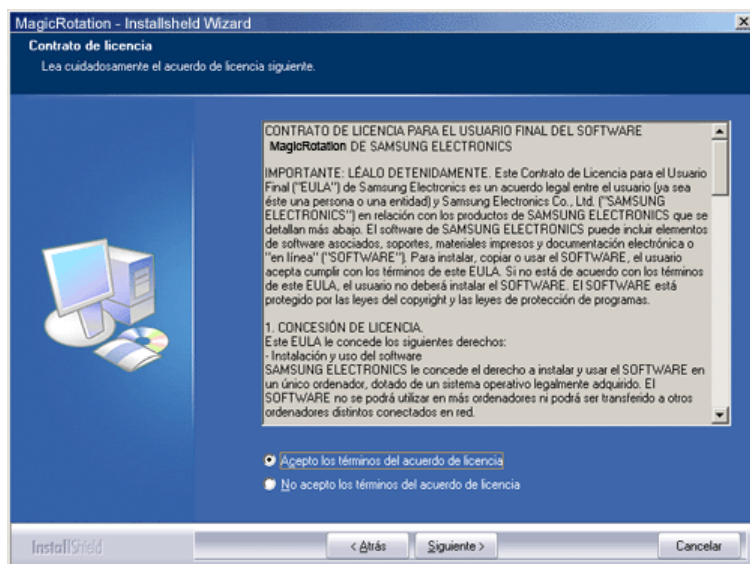 MagicRotation - Installsheld Wizard
Contrato de licencia
Lea cuidadosamente el acuerdo de licencia siguiente.
CONTRATO DE LICENCIA PARA EL USUARIO FINAL DEL SOFTWARE
MagicRotation DE SAMSUNG ELECTRONICS
IMPORTANTE: LÉALO DETENIDAMENTE. Este Contrato de Licencia para el Usuario
Final ("EULA") de Samsung Electronics es un acuerdo legal entre el usuario (ya sea
éste una persona o una entidad) y Samsung Electronics Co., Ltd. ("SAMSUNG
ELECTRONICS") en relación con los productos de SAMSUNG ELECTRONICS que se
detallan más abajo. El software de SAMSUNG ELECTRONICS puede incluir elementos
de software asociados, soportes, materiales impresos y documentación electrónica o
"en línea" ("SOFTWARE"). Para instalar, copiar o usar el SOFTWARE, el usuario
acepta cumplir con los términos de este EULA. Si no está de acuerdo con los términos
de este EULA, el usuario no deberá instalar el SOFTWARE. El SOFTWARE está
protegido por las leyes del copyright y las leyes de protección de programas.
1. CONCESIÓN DE LICENCIA.
Este EULA le concede los siguientes derechos:
- Instalación y uso del software
SAMSUNG ELECTRONICS le concede el derecho a instalar y usar el SOFTWARE en
un único ordenador, dotado de un sistema operativo legalmente adquirido. El
SOFTWARE no se podrá utilizar en más ordenadores ni podrá ser transferido a otros
ordenadores distintos conectados en red.
Acepto los términos del acuerdo de licencia
No acepto los términos del acuerdo de licencia
InstallShield
< Atrás
Siguiente >
Cancelar